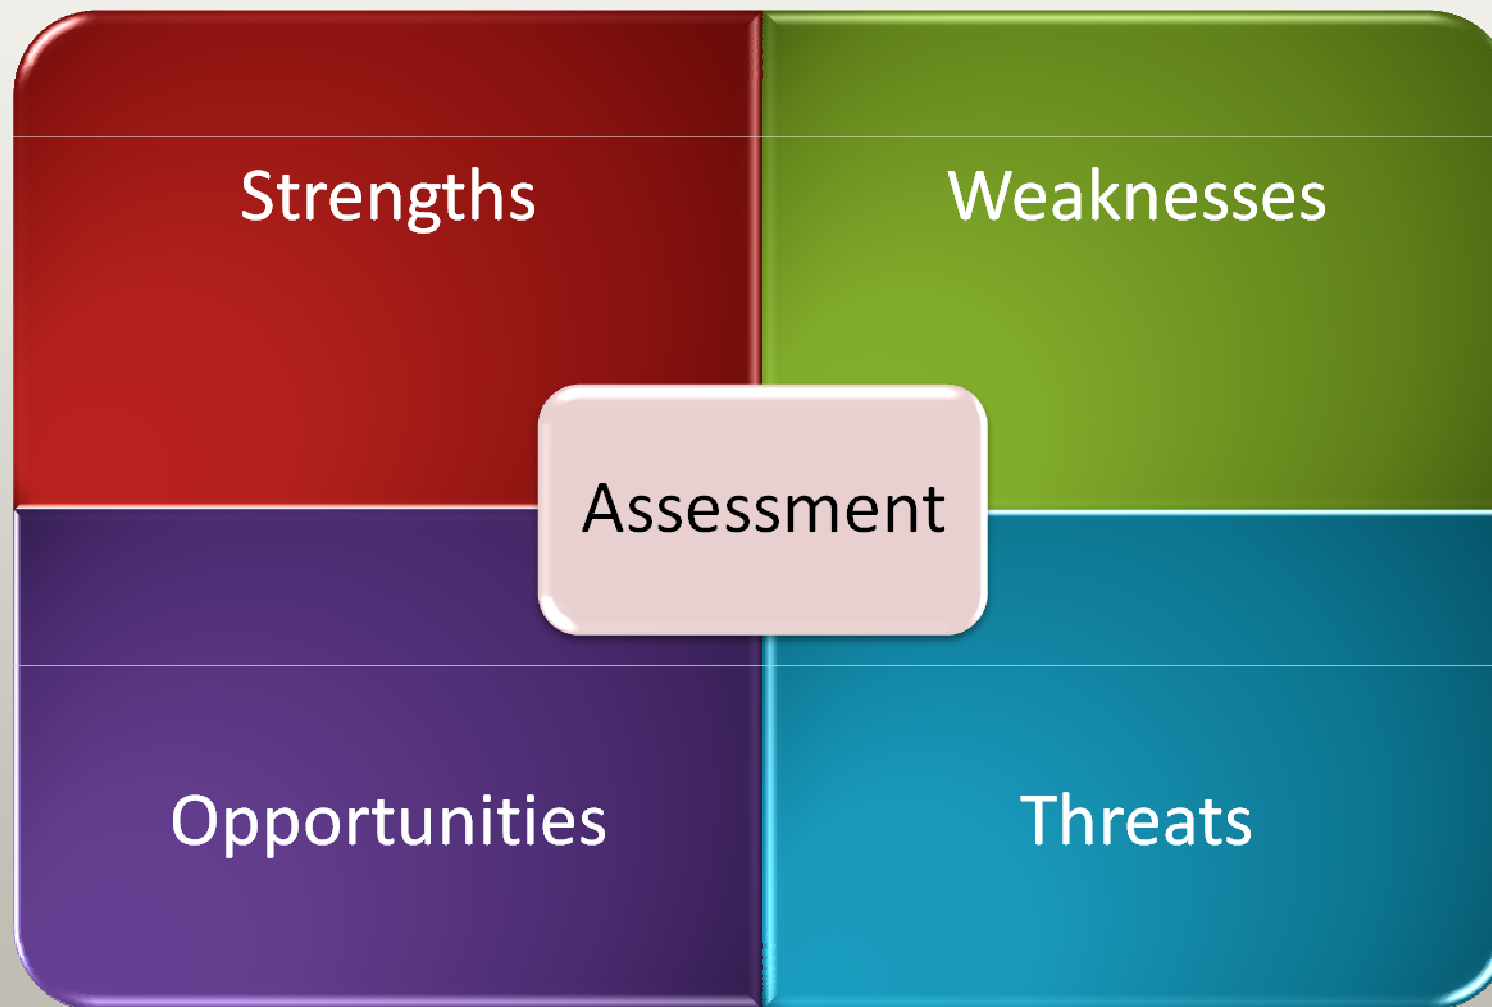 Strengths
Weaknesses
Assessment
Opportunities
Threats